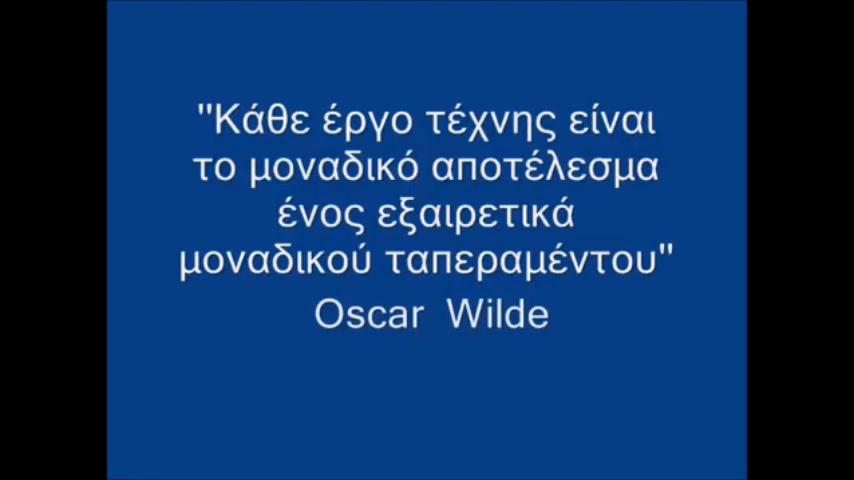 "Κάθε έργο τέχνης είναι
το μοναδικό αποτέλεσμα
ένος εξαιρετικά
μοναδικού ταπεραμέντου"
Oscar Wilde